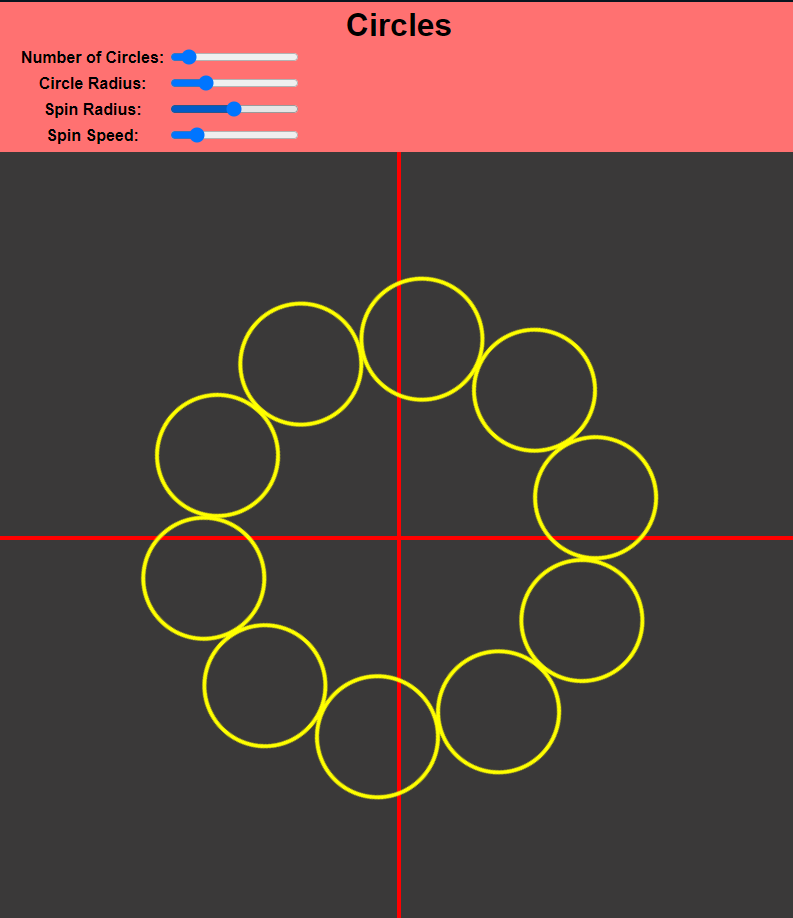 Circles
Number of Circles:
Circle Radius:
Spin Radius:
Spin Speed: